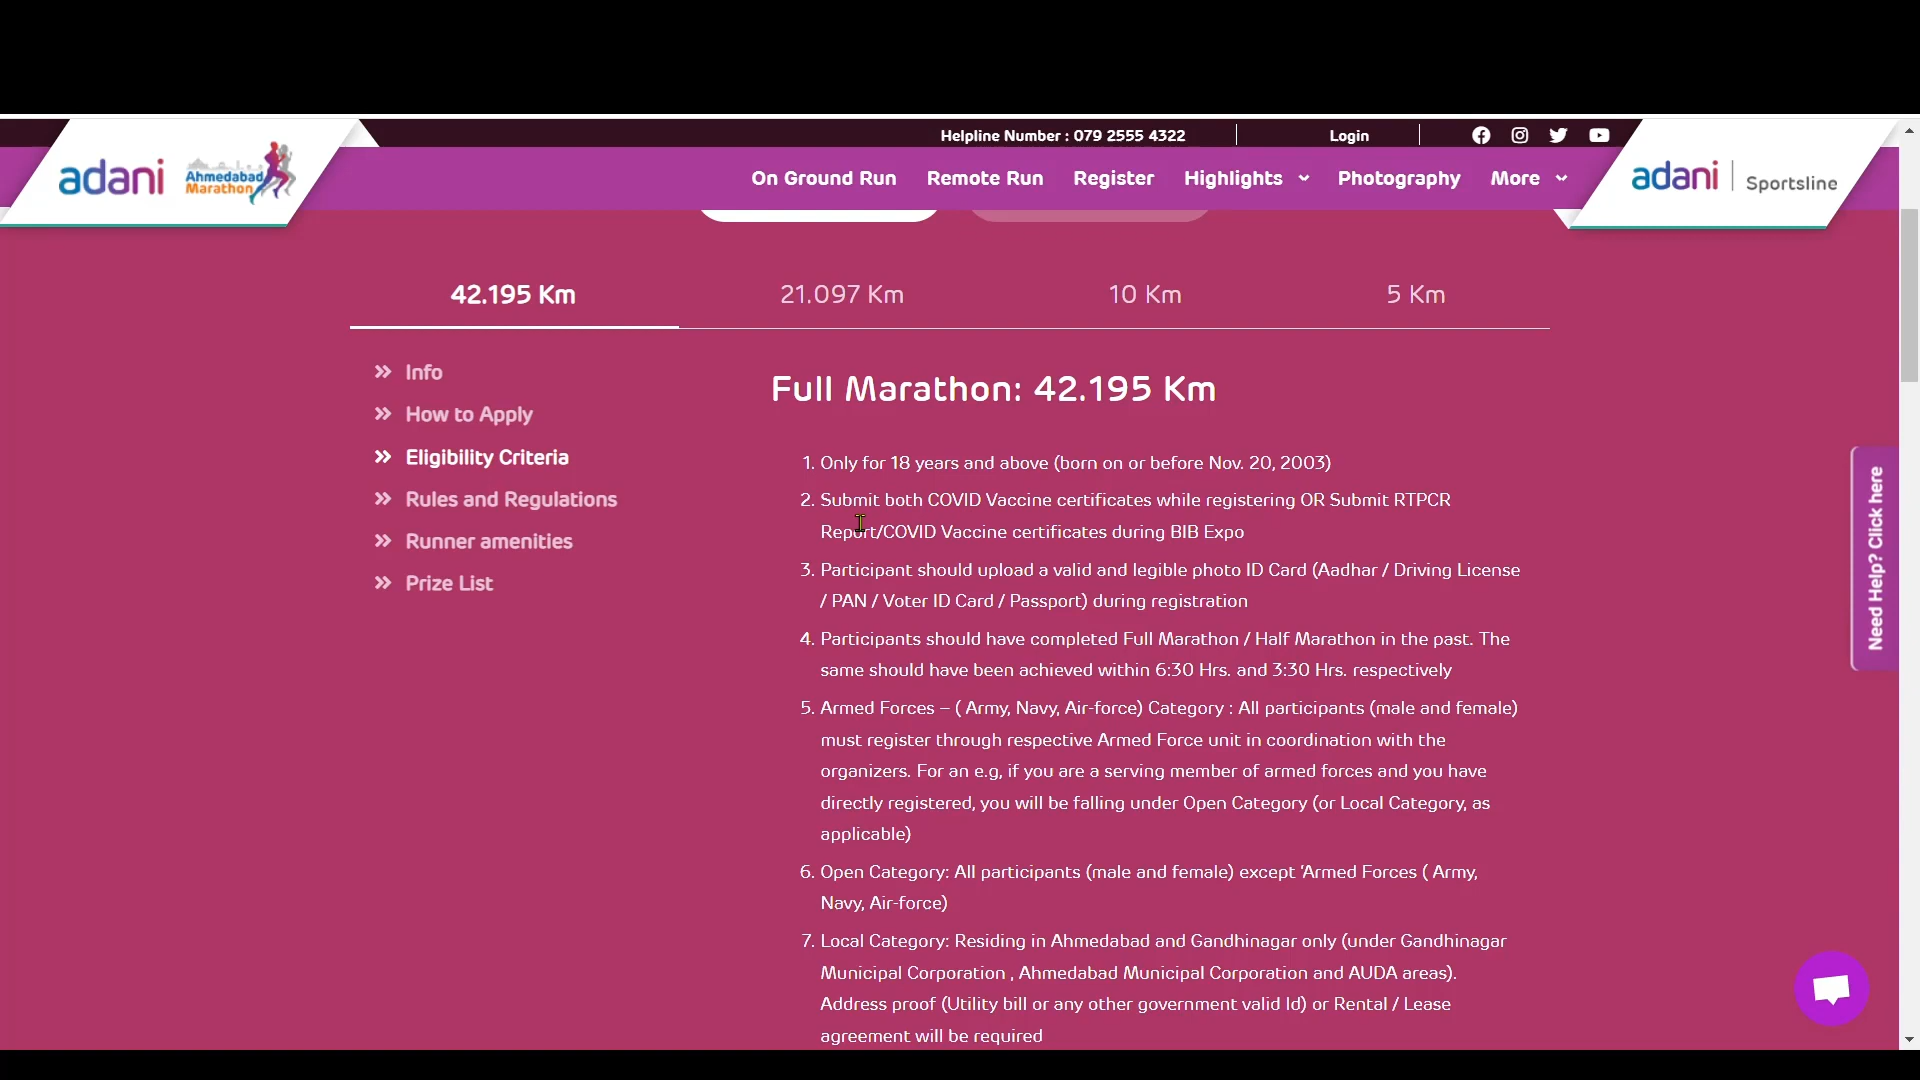 Helpline Number : 079 2555 4322
Login
adani
Ahmedabad
Marathon
On Ground Run
Remote Run
Register
Highlights
Photography
More
adani
Sportsline
42.195 Km
21.097 Km
10 Km
5 Km
Info
How to Apply
Eligibility Criteria
Rules and Regulations
Runner amenities
Prize List
Full Marathon: 42.195 Km
1. Only for 18 years and above (born on or before Nov. 20, 2003)
2. Submit both COVID Vaccine certificates while registering OR Submit RTPCR
Report/COVID Vaccine certificates during BIB Expo
3. Participant should upload a valid and legible photo ID Card (Aadhar / Driving License
/ PAN / Voter ID Card / Passport) during registration
4. Participants should have completed Full Marathon / Half Marathon in the past. The
same should have been achieved within 6:30 Hrs. and 3:30 Hrs. respectively
5. Armed Forces – ( Army, Navy, Air-force) Category : All participants (male and female)
must register through respective Armed Force unit in coordination with the
organizers. For an e.g, if you are a serving member of armed forces and you have
directly registered, you will be falling under Open Category (or Local Category, as
applicable)
6. Open Category: All participants (male and female) except ‘Armed Forces ( Army,
Navy, Air-force)
7. Local Category: Residing in Ahmedabad and Gandhinagar only (under Gandhinagar
Municipal Corporation , Ahmedabad Municipal Corporation and AUDA areas).
Address proof (Utility bill or any other government valid Id) or Rental / Lease
agreement will be required
Need Help? Click here